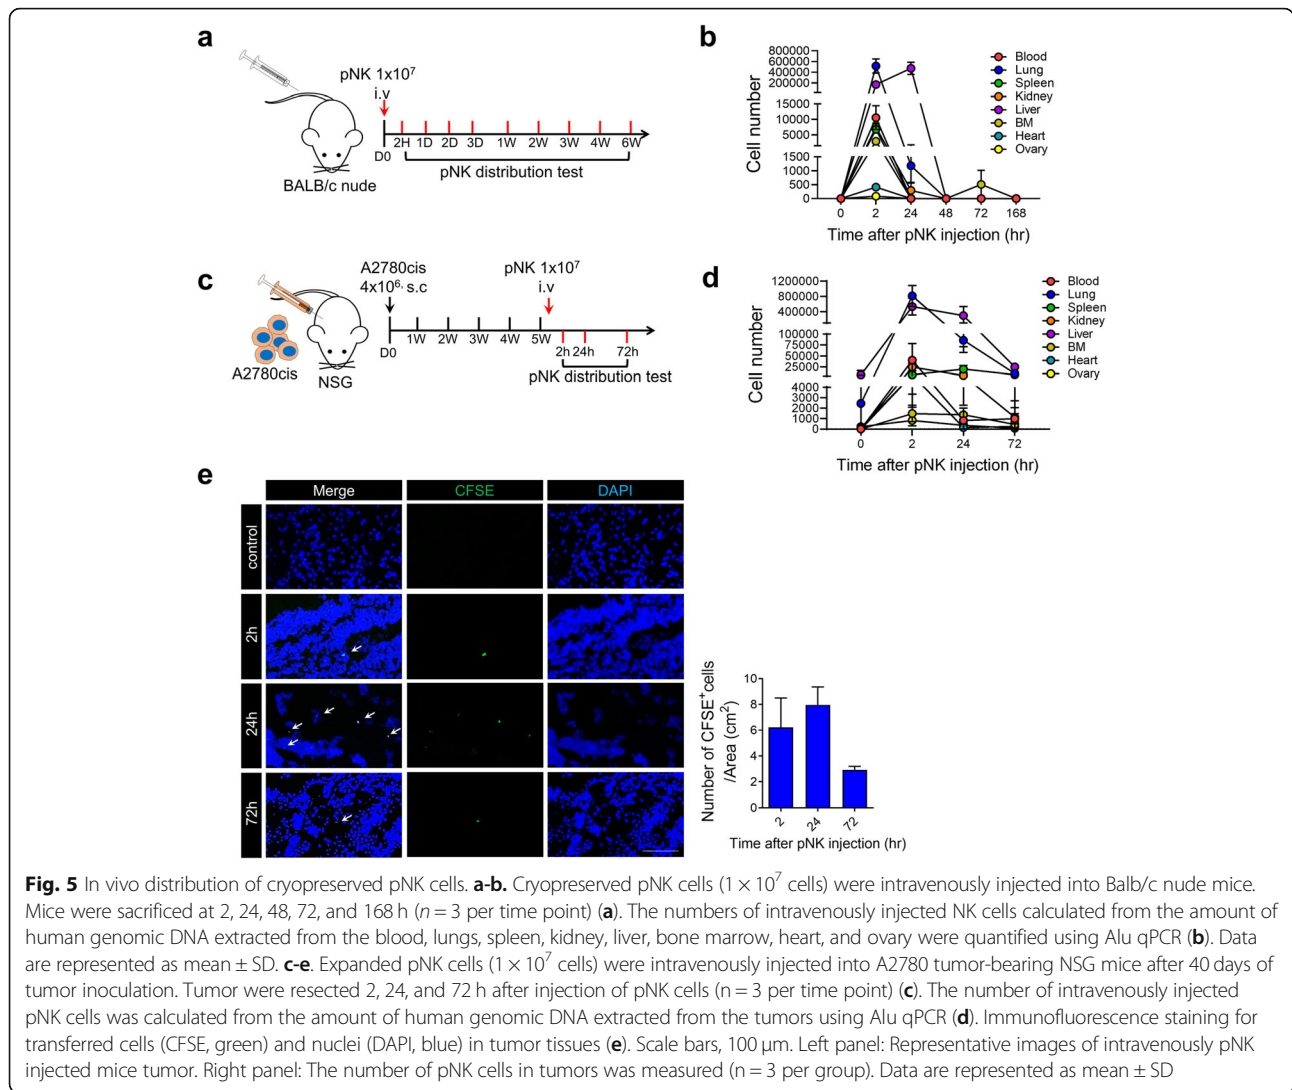 a
pNK 1x10⁷
i.v
D0
2H 1D 2D 3D 1W 2W 3W 4W 6W
pNK distribution test
BALB/c nude
b
Cell number
800000
600000
400000
200000
15000
10000
5000
1500
1000
500
0
0 2 24 48 72 168
Time after pNK injection (hr)
Blood
Lung
Spleen
Kidney
Liver
BM
Heart
Ovary
c
A2780cis
4x10⁶, s.c
pNK 1x10⁷
i.v
D0
1W 2W 3W 4W 5W
2h 24h 72h
pNK distribution test
A2780cis
NSG
d
Cell number
1200000
800000
400000
100000
75000
50000
25000
4000
3000
2000
1000
0
0 2 24 72
Time after pNK injection (hr)
Blood
Lung
Spleen
Kidney
Liver
BM
Heart
Ovary
e
Merge CFSE DAPI
control
2h
24h
72h
Number of CFSE⁺cells
/Area (cm²)
10
8
6
4
2
0
2 24 72
Time after pNK injection (hr)
Fig. 5 In vivo distribution of cryopreserved pNK cells. a-b. Cryopreserved pNK cells (1 × 10⁷ cells) were intravenously injected into Balb/c nude mice.
Mice were sacrificed at 2, 24, 48, 72, and 168 h (n = 3 per time point) (a). The numbers of intravenously injected NK cells calculated from the amount of
human genomic DNA extracted from the blood, lungs, spleen, kidney, liver, bone marrow, heart, and ovary were quantified using Alu qPCR (b). Data
are represented as mean ± SD. c-e. Expanded pNK cells (1 × 10⁷ cells) were intravenously injected into A2780 tumor-bearing NSG mice after 40 days of
tumor inoculation. Tumor were resected 2, 24, and 72 h after injection of pNK cells (n = 3 per time point) (c). The number of intravenously injected
pNK cells was calculated from the amount of human genomic DNA extracted from the tumors using Alu qPCR (d). Immunofluorescence staining for
transferred cells (CFSE, green) and nuclei (DAPI, blue) in tumor tissues (e). Scale bars, 100 μm. Left panel: Representative images of intravenously pNK
injected mice tumor. Right panel: The number of pNK cells in tumors was measured (n = 3 per group). Data are represented as mean ± SD